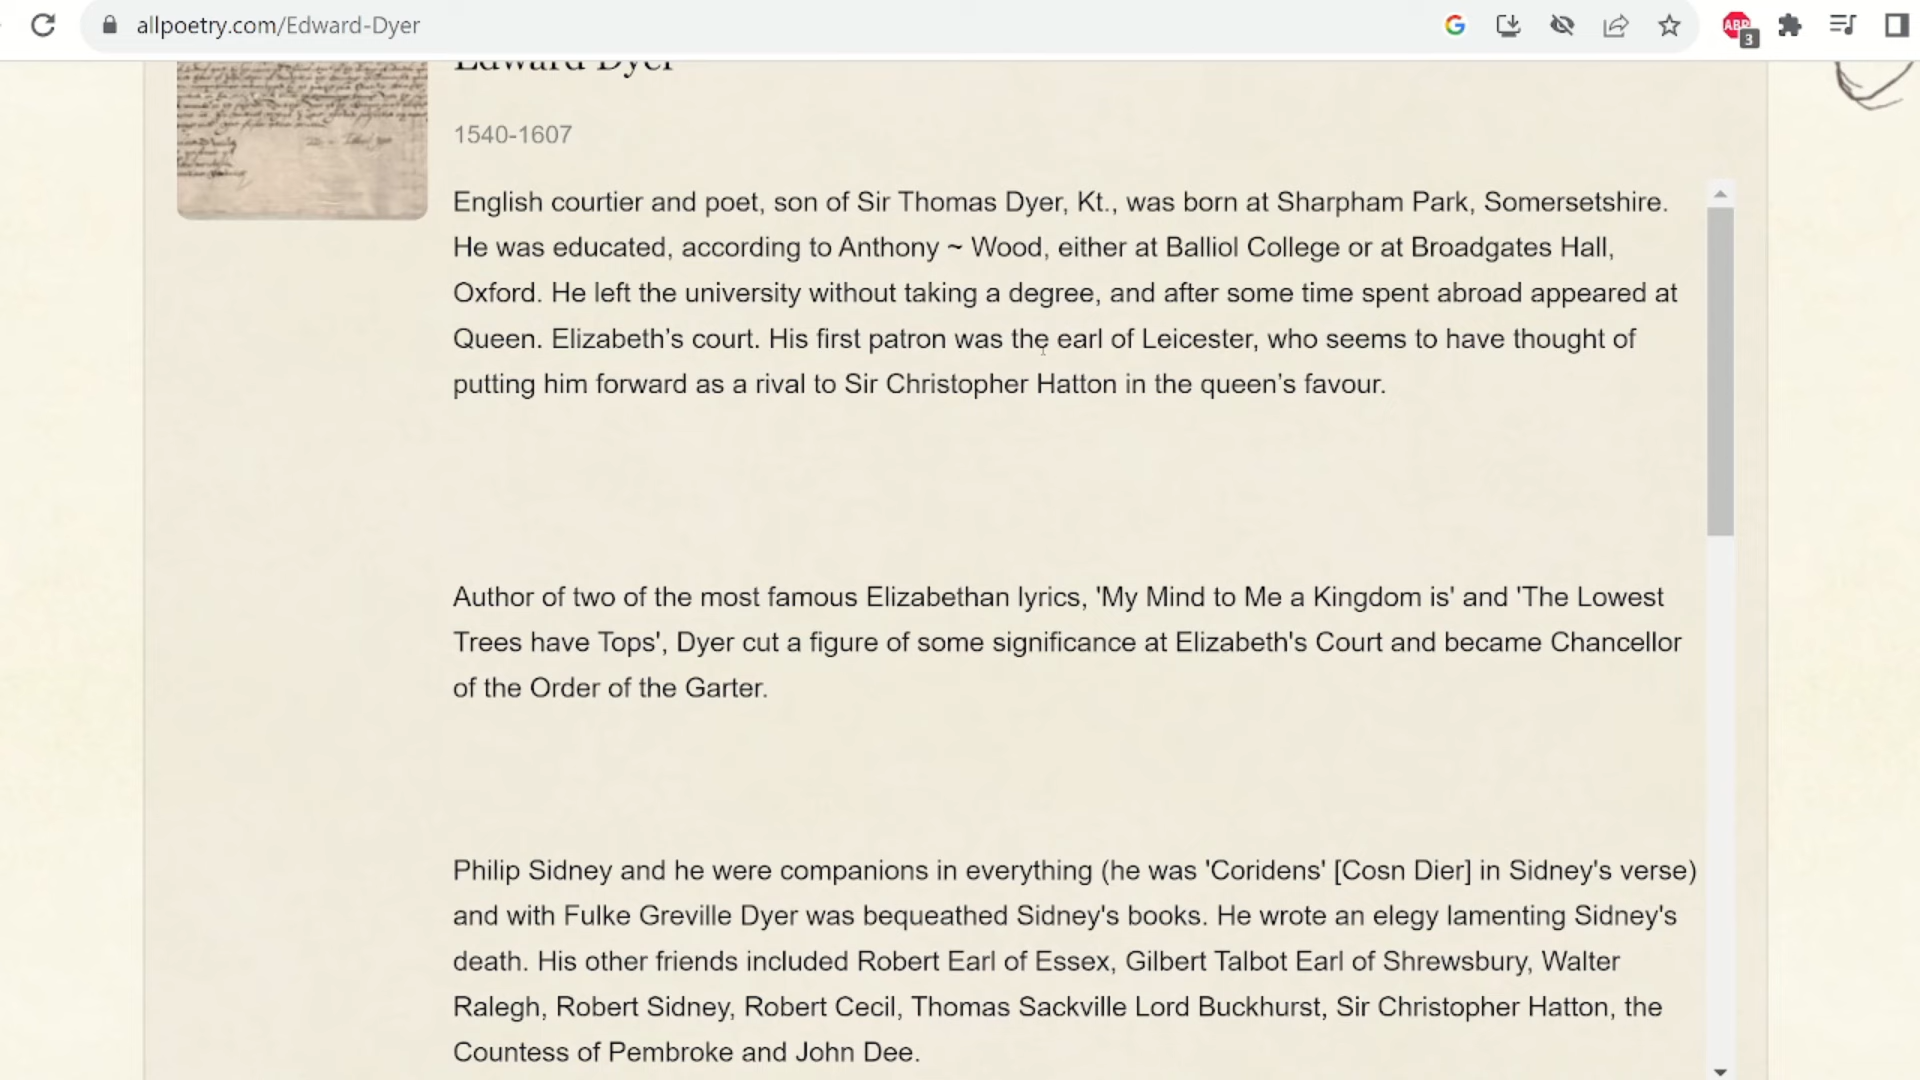 allpoetry.com/Edward-Dyer
ABP
3
Edward Dyer
1540-1607
English courtier and poet, son of Sir Thomas Dyer, Kt., was born at Sharpham Park, Somersetshire.
He was educated, according to Anthony ~ Wood, either at Balliol College or at Broadgates Hall,
Oxford. He left the university without taking a degree, and after some time spent abroad appeared at
Queen. Elizabeth’s court. His first patron was the earl of Leicester, who seems to have thought of
putting him forward as a rival to Sir Christopher Hatton in the queen’s favour.
Author of two of the most famous Elizabethan lyrics, 'My Mind to Me a Kingdom is' and 'The Lowest
Trees have Tops', Dyer cut a figure of some significance at Elizabeth's Court and became Chancellor
of the Order of the Garter.
Philip Sidney and he were companions in everything (he was 'Coridens' [Cosn Dier] in Sidney's verse)
and with Fulke Greville Dyer was bequeathed Sidney's books. He wrote an elegy lamenting Sidney's
death. His other friends included Robert Earl of Essex, Gilbert Talbot Earl of Shrewsbury, Walter
Ralegh, Robert Sidney, Robert Cecil, Thomas Sackville Lord Buckhurst, Sir Christopher Hatton, the
Countess of Pembroke and John Dee.